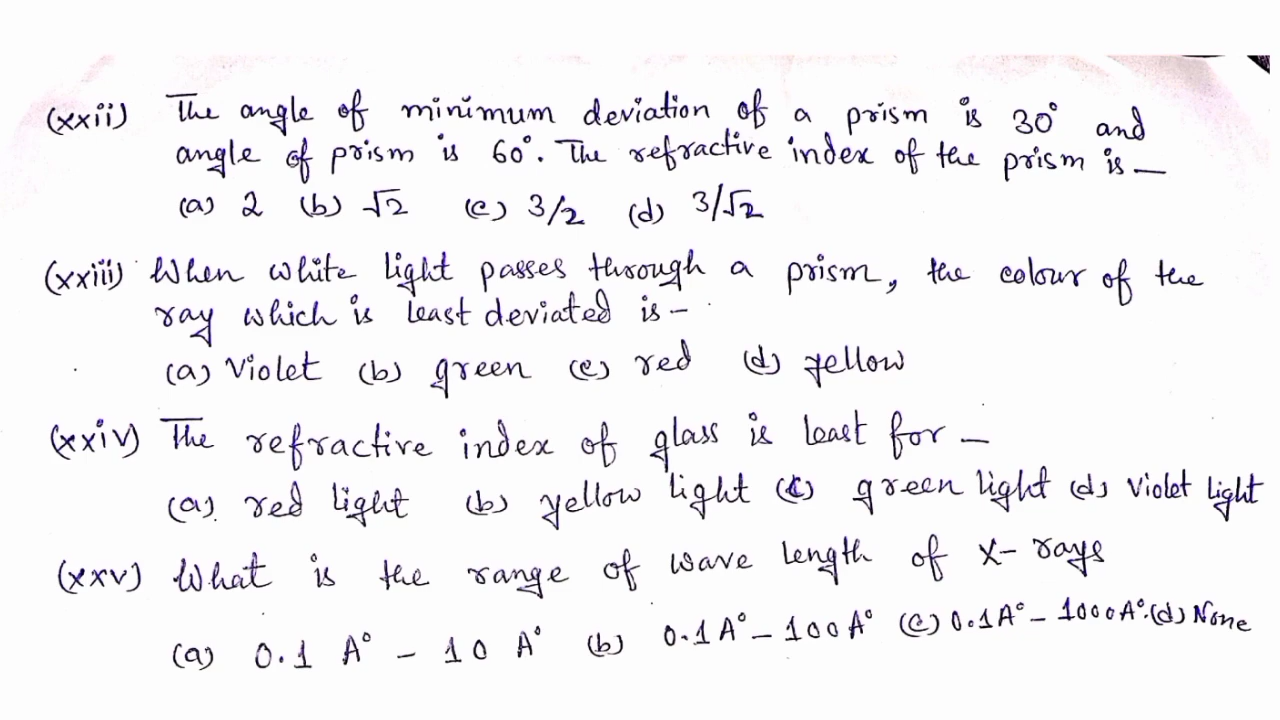 (xxii) The angle of minimum deviation of a prism is 30° and
angle of prism is 60°. The refractive index of the prism is —
(a) 2 (b) √2 (c) 3/2 (d) 3/√2
(xxiii) When white light passes through a prism, the colour of the
ray which is least deviated is –
(a) Violet (b) green (c) red (d) yellow
(xxiv) The refractive index of glass is least for —
(a) red light (b) yellow light (c) green light (d) Violet light
(xxv) What is the range of wave length of X- rays
(a) 0.1 A° – 10 A° (b) 0.1 A° – 100 A° (c) 0.1A° – 1000A°. (d) None